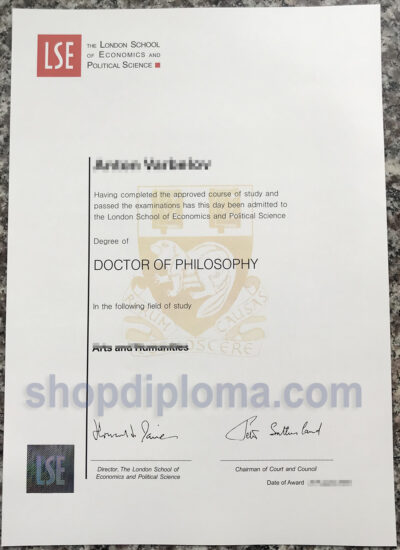 LSE
THE LONDON SCHOOL
OF ECONOMICS AND
POLITICAL SCIENCE
Having completed the approved course of study and
passed the examinations has this day been admitted to
the London School of Economics and Political Science
Degree of
DOCTOR OF PHILOSOPHY
In the following field of study
Arts and Humanities
RERUM CAUSAS
shopdiploma.com
LSE
Director, The London School of
Economics and Political Science
Chairman of Court and Council
Date of Award